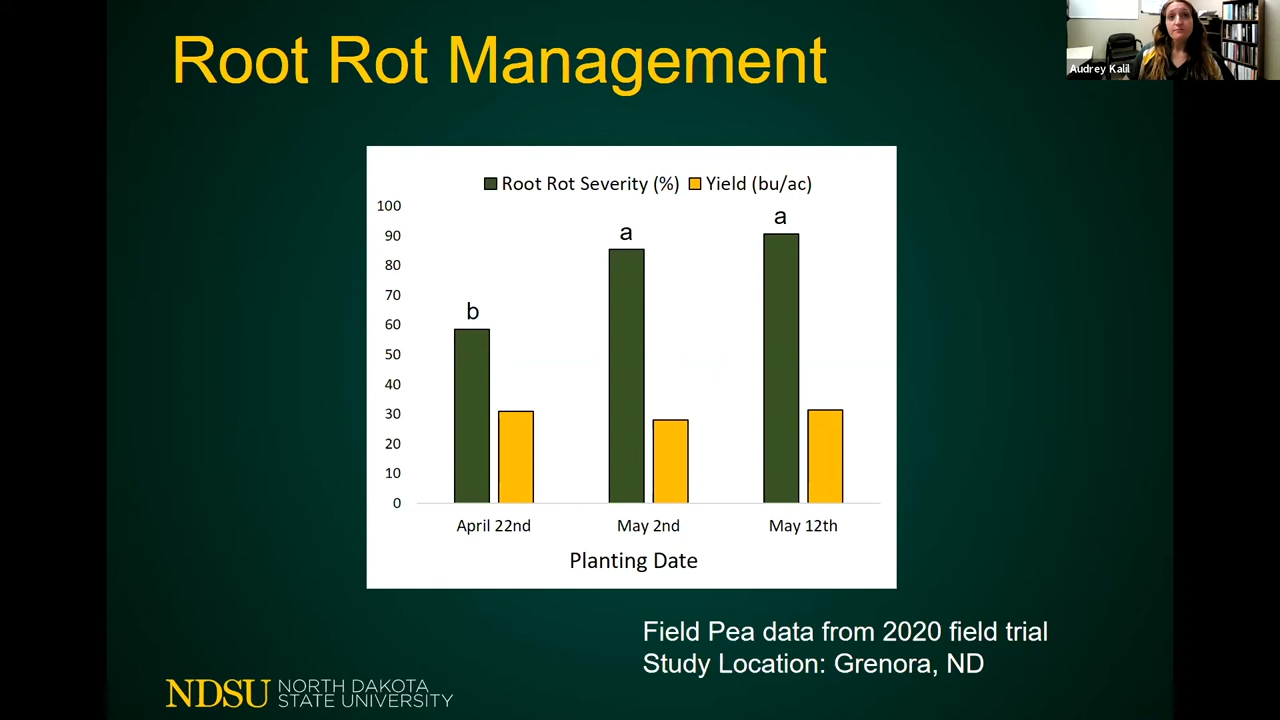 Root Rot Management
Audrey Kalil
Root Rot Severity (%) Yield (bu/ac)
100
90
80
70
60
50
40
30
20
10
0
b
a
a
April 22nd May 2nd May 12th
Planting Date
Field Pea data from 2020 field trial
Study Location: Grenora, ND
NDSU NORTH DAKOTA
STATE UNIVERSITY